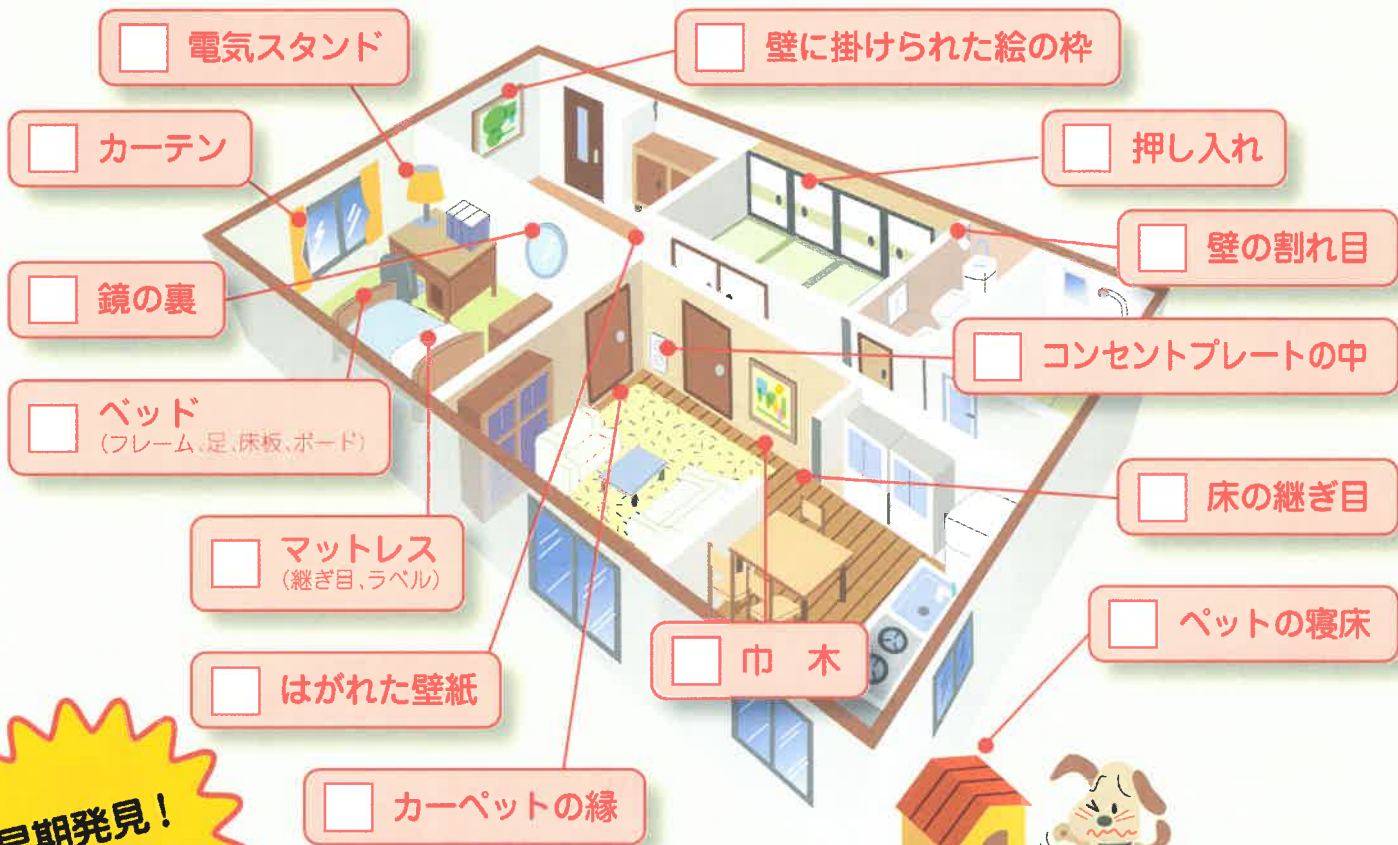 電気スタンド
壁に掛けられた絵の枠
カーテン
押し入れ
壁の割れ目
鏡の裏
コンセントプレートの中
ベッド
(フレーム、足、床板、ボード)
床の継ぎ目
マットレス
(継ぎ目、ラベル)
ペットの寝床
巾 木
はがれた壁紙
カーペットの縁
早期発見!